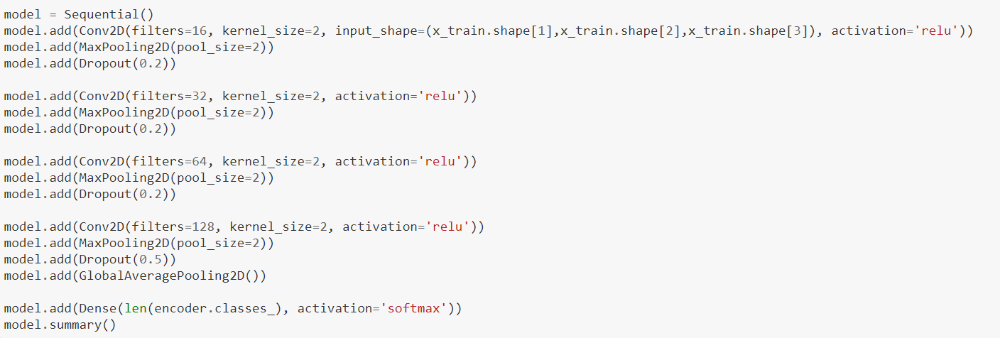 model = Sequential()
model.add(Conv2D(filters=16, kernel_size=2, input_shape=(x_train.shape[1],x_train.shape[2],x_train.shape[3]), activation='relu'))
model.add(MaxPooling2D(pool_size=2))
model.add(Dropout(0.2))

model.add(Conv2D(filters=32, kernel_size=2, activation='relu'))
model.add(MaxPooling2D(pool_size=2))
model.add(Dropout(0.2))

model.add(Conv2D(filters=64, kernel_size=2, activation='relu'))
model.add(MaxPooling2D(pool_size=2))
model.add(Dropout(0.2))

model.add(Conv2D(filters=128, kernel_size=2, activation='relu'))
model.add(MaxPooling2D(pool_size=2))
model.add(Dropout(0.5))
model.add(GlobalAveragePooling2D())

model.add(Dense(len(encoder.classes_), activation='softmax'))
model.summary()